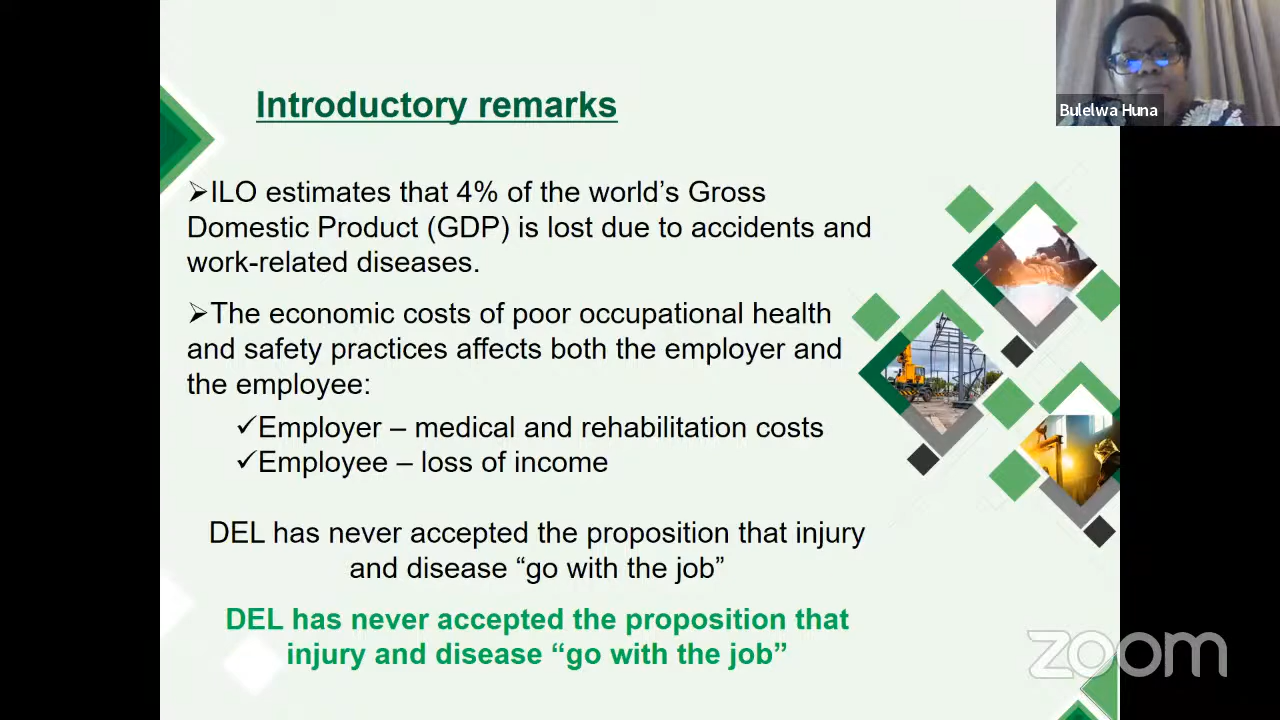 Introductory remarks
Bulelwa Huna
➢ILO estimates that 4% of the world’s Gross
Domestic Product (GDP) is lost due to accidents and
work-related diseases.
➢The economic costs of poor occupational health
and safety practices affects both the employer and
the employee:
✓Employer – medical and rehabilitation costs
✓Employee – loss of income
DEL has never accepted the proposition that injury
and disease “go with the job”
DEL has never accepted the proposition that
injury and disease “go with the job”
zoom